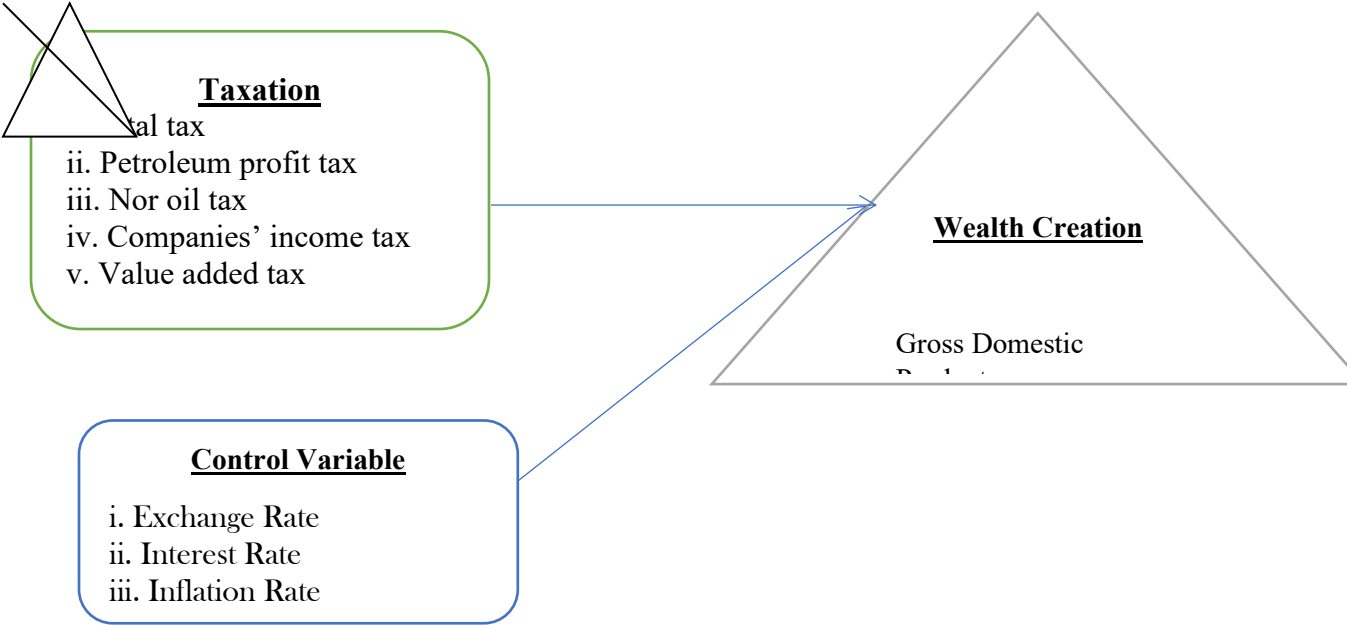 Taxation
tal tax
ii. Petroleum profit tax
iii. Nor oil tax
iv. Companies’ income tax
v. Value added tax
Wealth Creation
Gross Domestic
Control Variable
i. Exchange Rate
ii. Interest Rate
iii. Inflation Rate